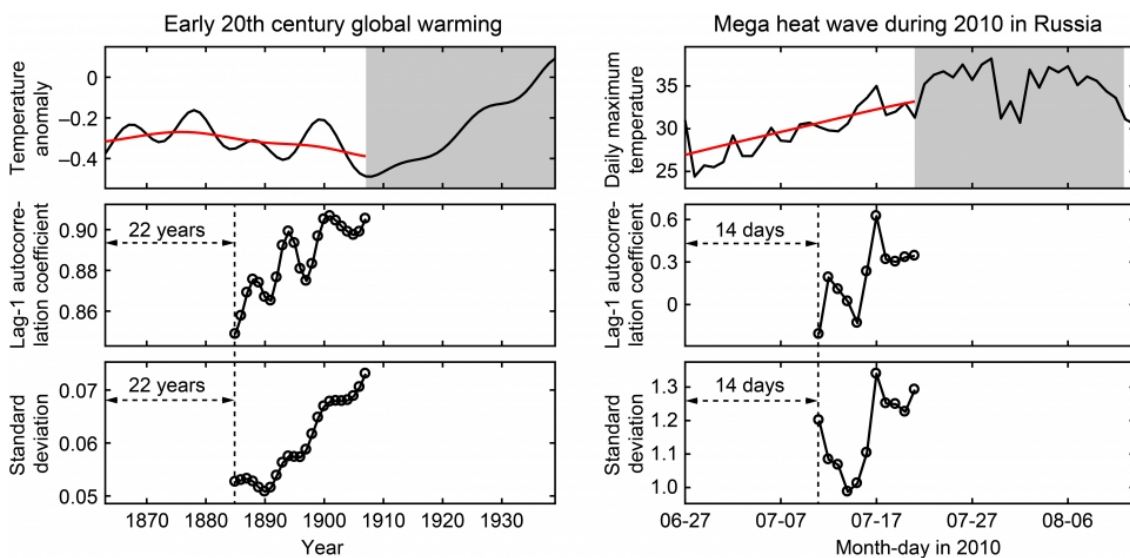 Early 20th century global warming
Temperature
anomaly
0
−0.2
−0.4
Lag-1 autocorre-
lation coefficient
0.90
0.88
0.86
22 years
Standard
deviation
0.07
0.06
0.05
22 years
1870 1880 1890 1900 1910 1920 1930
Year
Mega heat wave during 2010 in Russia
Daily maximum
temperature
35
30
25
Lag-1 autocorre-
lation coefficient
0.6
0.3
0
14 days
Standard
deviation
1.3
1.2
1.1
1.0
14 days
06-27 07-07 07-17 07-27 08-06
Month-day in 2010